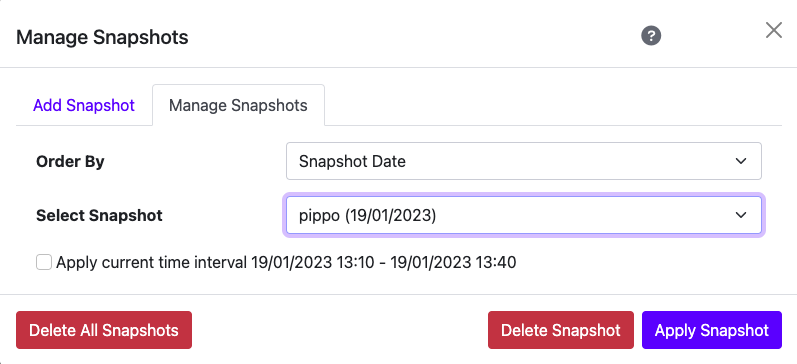 Manage Snapshots
?
Add Snapshot
Manage Snapshots
Order By
Snapshot Date
Select Snapshot
pippo (19/01/2023)
Apply current time interval 19/01/2023 13:10 - 19/01/2023 13:40
Delete All Snapshots
Delete Snapshot
Apply Snapshot